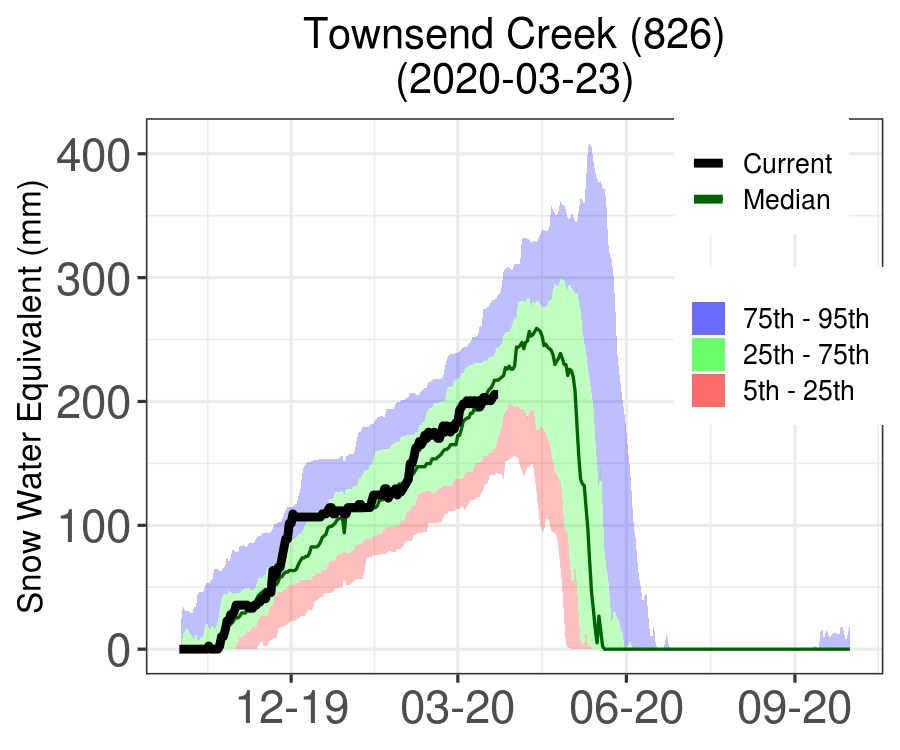 Townsend Creek (826)
(2020-03-23)
Snow Water Equivalent (mm)
400
300
200
100
0
12-19
03-20
06-20
09-20
Current
Median
75th - 95th
25th - 75th
5th - 25th